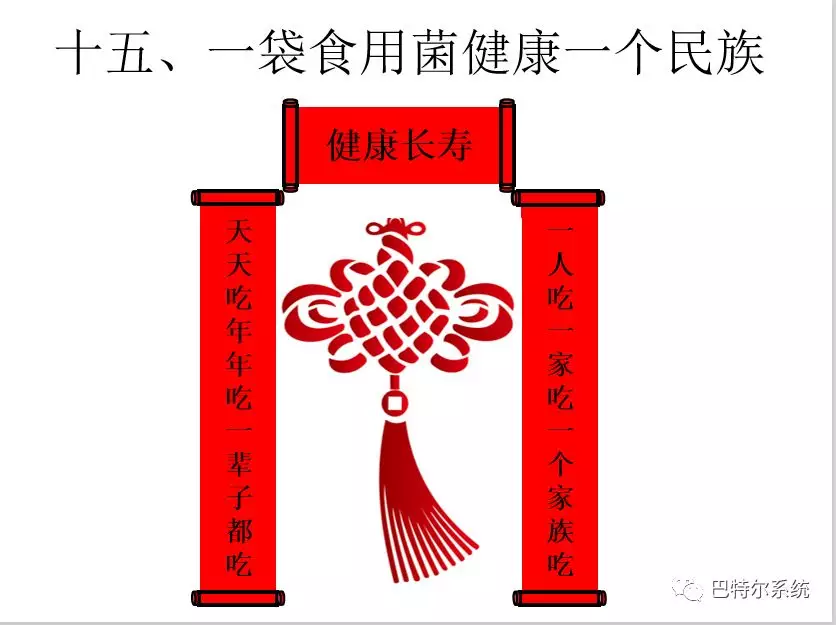 十五、一袋食用菌健康一个民族
健康长寿
天天吃年年吃一辈子都吃
一人吃一家吃一个家族吃
巴特尔系统